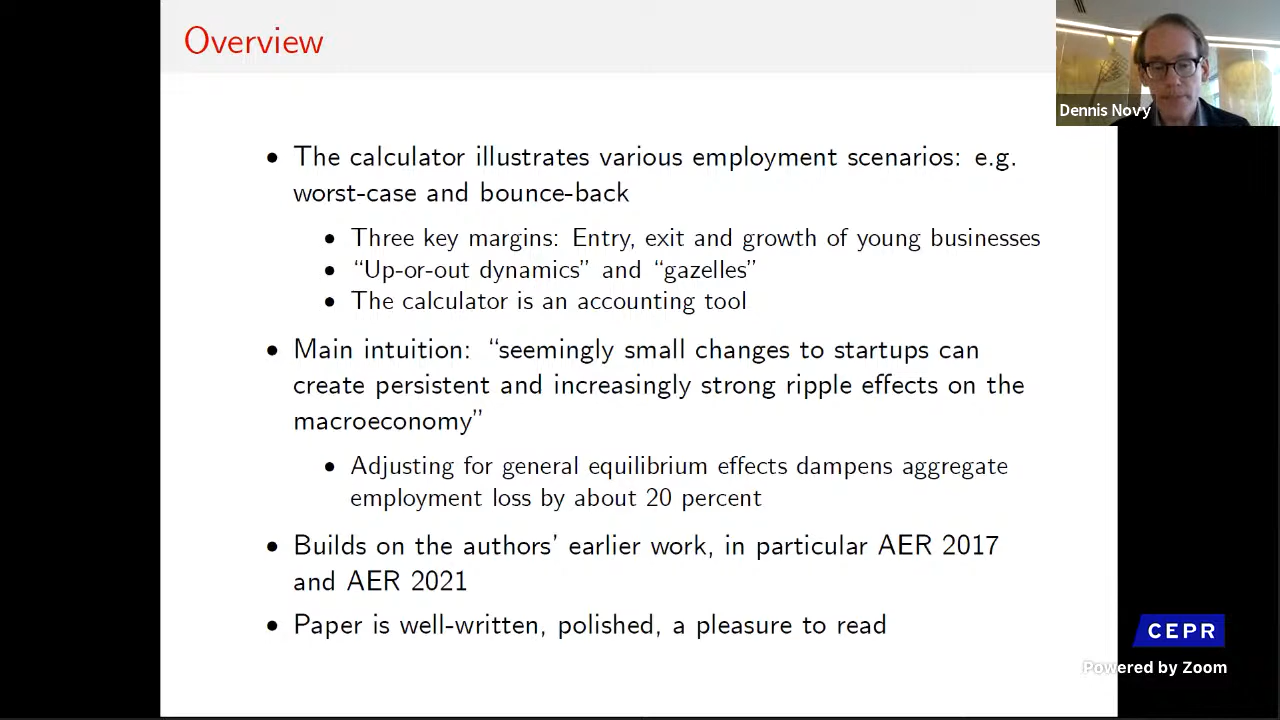 Overview
Dennis Novy
• The calculator illustrates various employment scenarios: e.g.
worst-case and bounce-back
• Three key margins: Entry, exit and growth of young businesses
• “Up-or-out dynamics” and “gazelles”
• The calculator is an accounting tool
• Main intuition: “seemingly small changes to startups can
create persistent and increasingly strong ripple effects on the
macroeconomy”
• Adjusting for general equilibrium effects dampens aggregate
employment loss by about 20 percent
• Builds on the authors’ earlier work, in particular AER 2017
and AER 2021
• Paper is well-written, polished, a pleasure to read
CEPR
Powered by Zoom